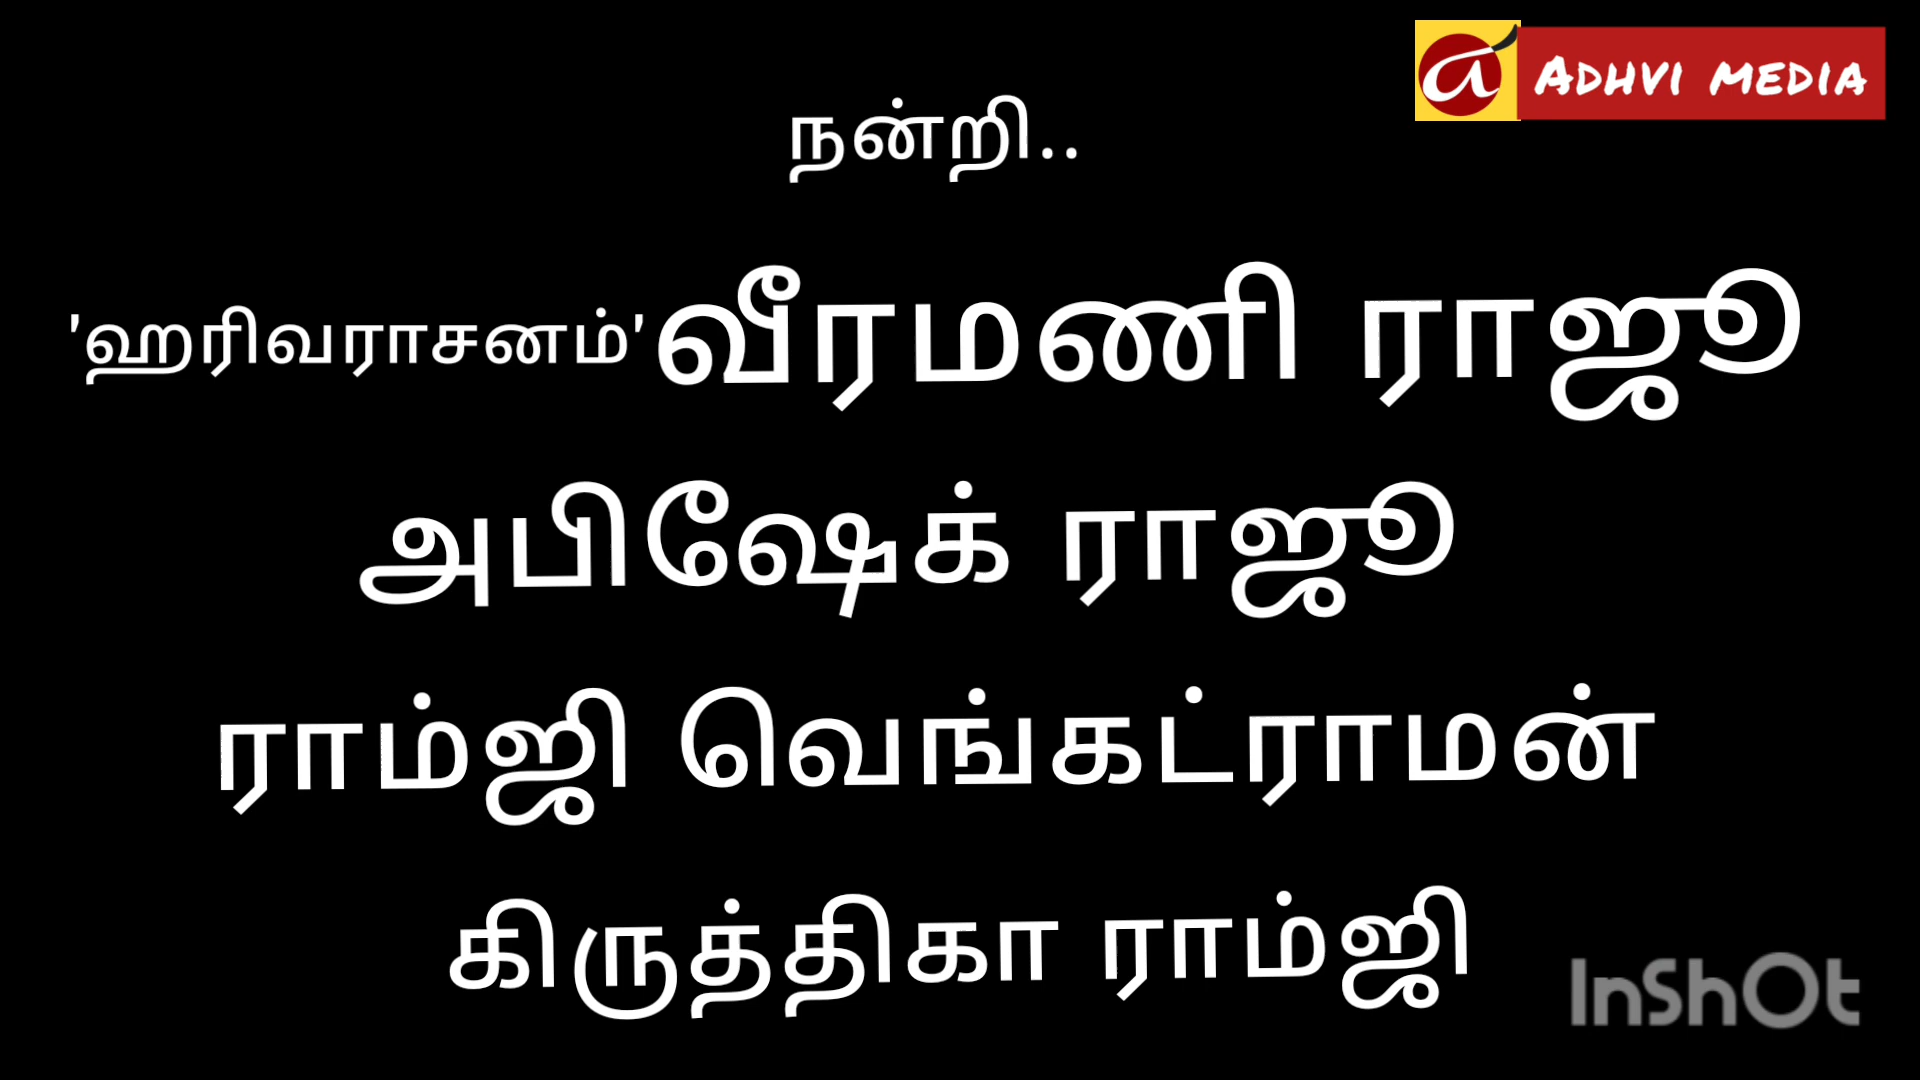 a ADHVI MEDIA
நன்றி..
'ஹரிவராசனம்' வீரமணி ராஜூ
அபிஷேக் ராஜூ
ராம்ஜி வெங்கட்ராமன்
கிருத்திகா ராம்ஜி
InShOt